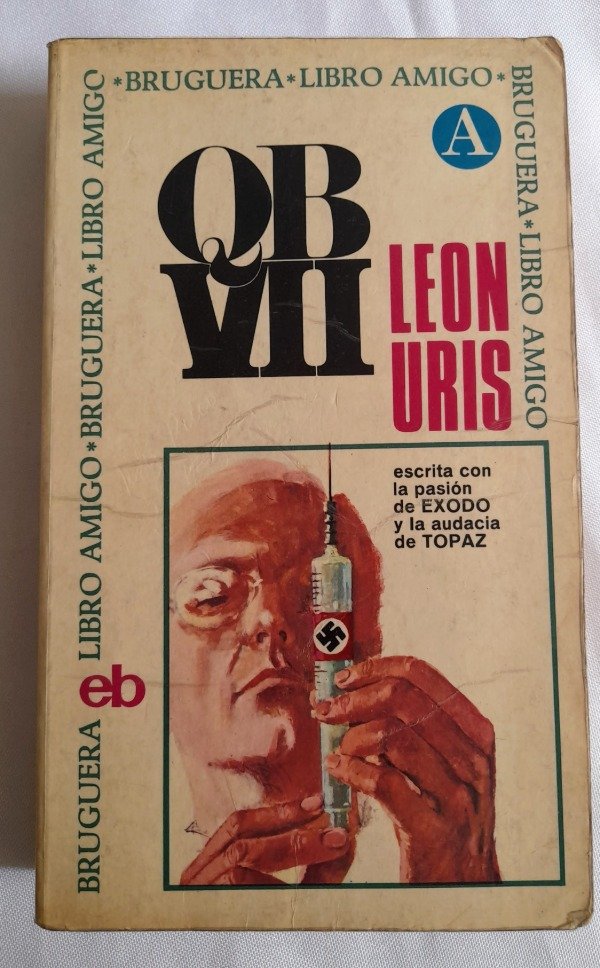 *BRUGUERA*LIBRO AMIGO*
BRUGUERA*LIBRO AMIGO
BRUGUERA LIBRO AMIGO*BRUGUERA*LIBRO AMIGO
A
QB
VII
LEON
URIS
escrita con
la pasión
de EXODO
y la audacia
de TOPAZ
eb